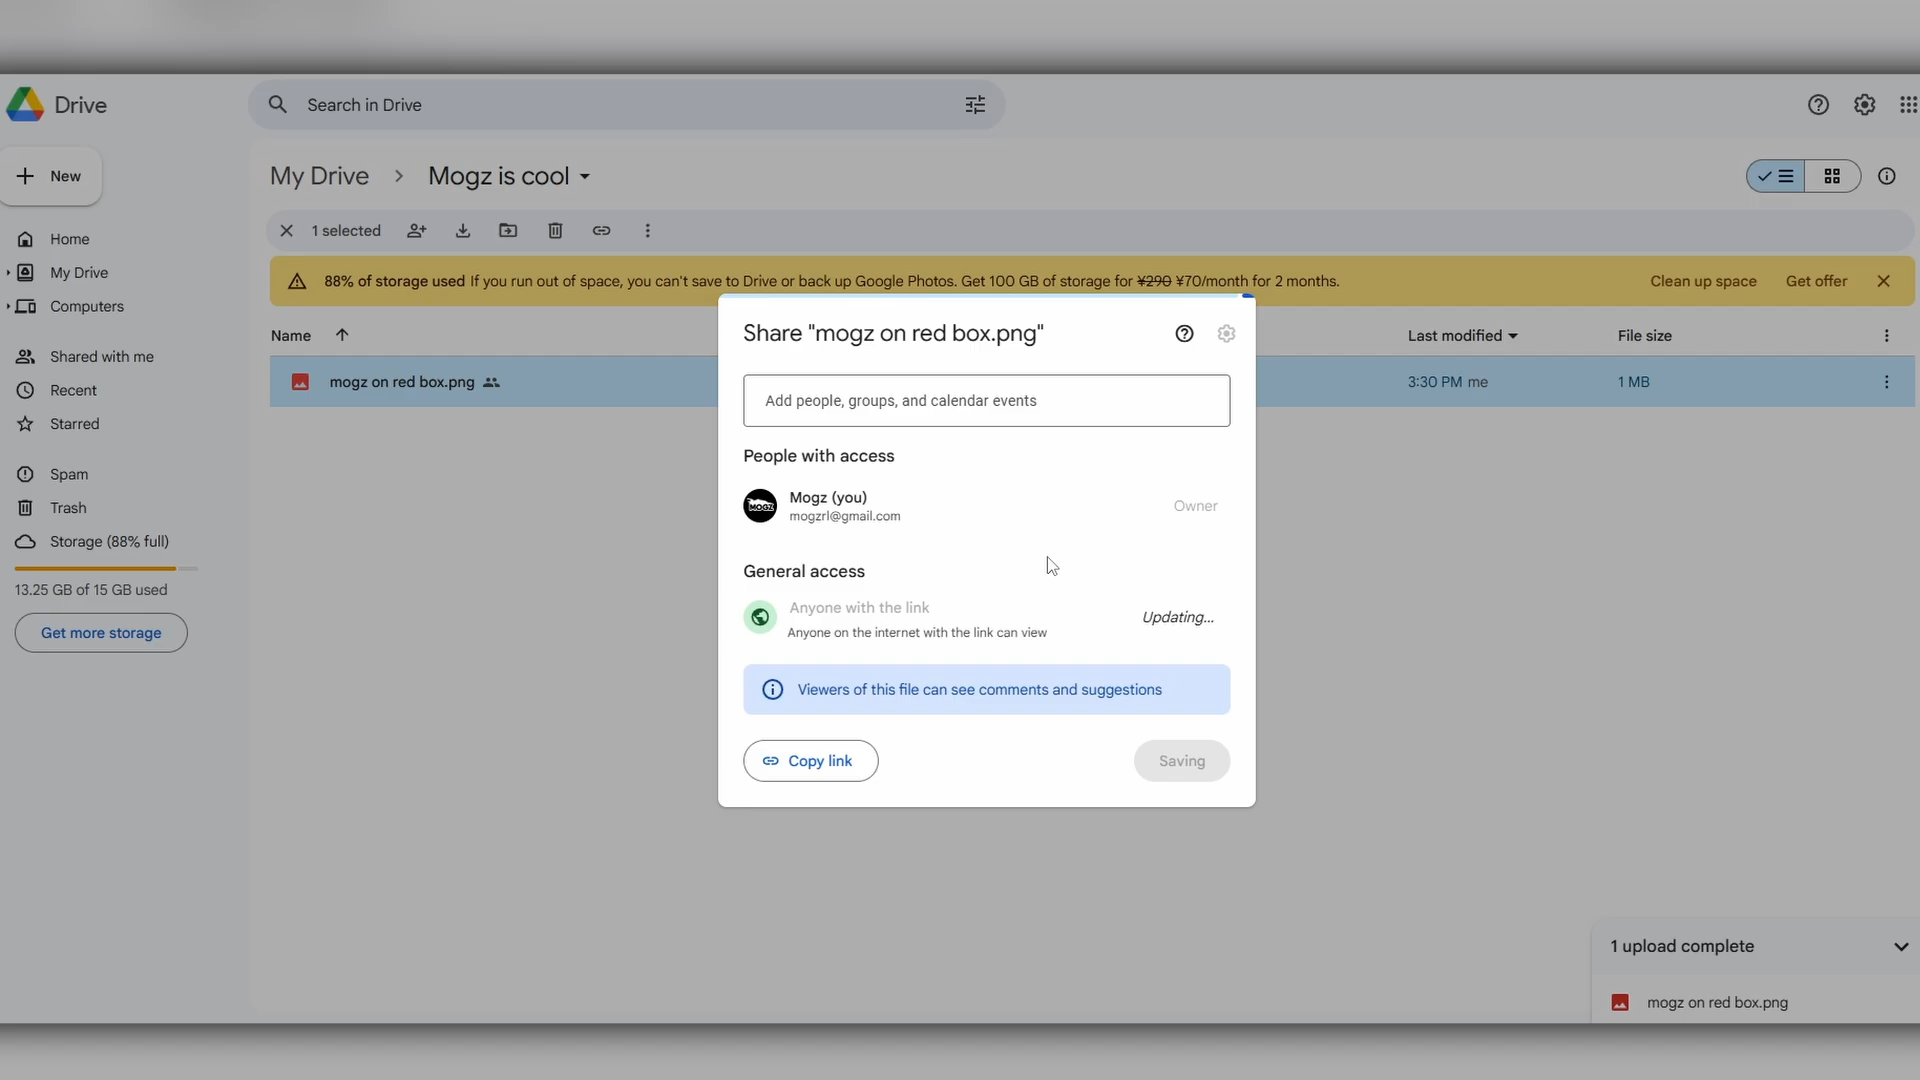 Drive
Search in Drive
New
My Drive
Mogz is cool
1 selected
Home
My Drive
Computers
Shared with me
Recent
Starred
Spam
Trash
Storage (88% full)
13.25 GB of 15 GB used
Get more storage
88% of storage used If you run out of space, you can't save to Drive or back up Google Photos. Get 100 GB of storage for ¥290 ¥70/month for 2 months.
Clean up space
Get offer
Name
Last modified
File size
mogz on red box.png
3:30 PM me
1 MB
Share "mogz on red box.png"
Add people, groups, and calendar events
People with access
MOGZ
Mogz (you)
mogzrl@gmail.com
Owner
General access
Anyone with the link
Anyone on the internet with the link can view
Updating...
Viewers of this file can see comments and suggestions
Copy link
Saving
1 upload complete
mogz on red box.png